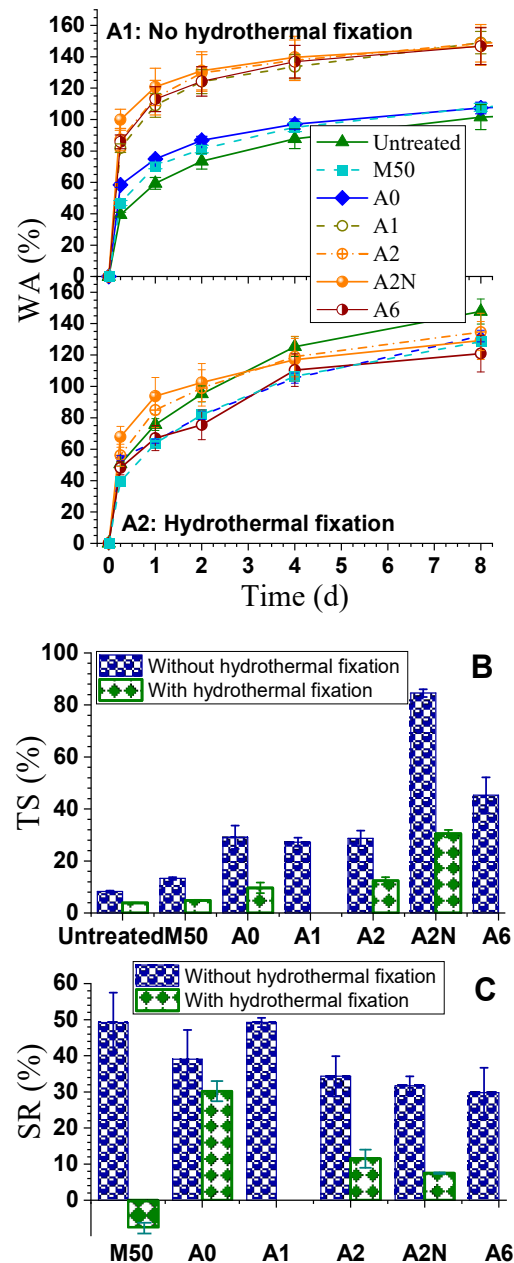 A1: No hydrothermal fixation
160
140
120
100
80
60
40
20
0
Untreated
M50
A0
A1
A2
A2N
A6
WA (%)
140
120
100
80
60
40
20
0
A2: Hydrothermal fixation
0 1 2 3 4 5 6 7 8
Time (d)
B
Without hydrothermal fixation
With hydrothermal fixation
TS (%)
100
80
60
40
20
0
Untreated M50 A0 A1 A2 A2N A6
C
Without hydrothermal fixation
With hydrothermal fixation
SR (%)
60
50
40
30
20
10
0
M50 A0 A1 A2 A2N A6